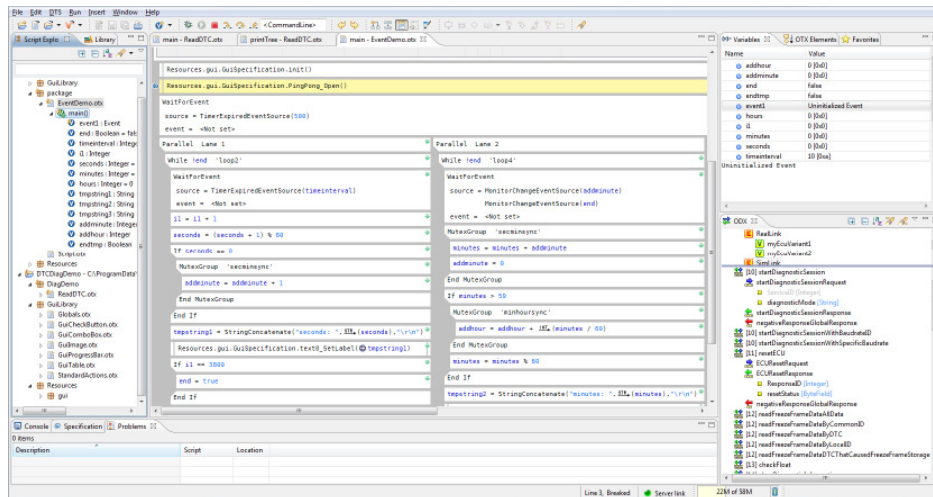 File Edit DTS Run Insert Window Help
<CommandLine>
Script Explo
Library
GuiLibrary
package
EventDemo.otx
main()
event1 : Event
end : Boolean = fals
timeinterval : Integ
i1 : Integer
seconds : Integer =
minutes : Integer =
hours : Integer = 0
tmpstring1 : String
tmpstring2 : String
tmpstring3 : String
addminute : Integer
addhour : Integer
endtmp : Boolean
Script.otx
Resources
DTCDiagDemo - C:\ProgramData\
DiagDemo
ReadDTC.otx
GuiLibrary
Globals.otx
GuiCheckButton.otx
GuiComboBox.otx
GuiImage.otx
GuiProgressBar.otx
GuiTable.otx
StandardActions.otx
Resources
gui
main - ReadDTC.otx
printTree - ReadDTC.otx
main - EventDemo.otx
Resources.gui.GuiSpecification.init()
Resources.gui.GuiSpecification.PingPong_Open()
WaitForEvent
source = TimerExpiredEventSource(500)
event = <Not set>
Parallel Lane 1
While !end 'loop2'
WaitForEvent
source = TimerExpiredEventSource(timeinterval)
event = <Not set>
i1 = i1 + 1
seconds = (seconds + 1) % 60
If seconds == 0
MutexGroup 'secminsync'
addminute = addminute + 1
End MutexGroup
End If
tmpstring1 = StringConcatenate("seconds: ", (seconds),"\r\n")
Resources.gui.GuiSpecification.text0_SetLabel( tmpstring1)
If i1 == 3800
end = true
End If
Parallel Lane 2
While !end 'loop4'
WaitForEvent
source = MonitorChangeEventSource(addminute)
MonitorChangeEventSource(end)
event = <Not set>
MutexGroup 'secminsync'
minutes = minutes + addminute
addminute = 0
End MutexGroup
If minutes > 59
MutexGroup 'minhoursync'
addhour = addhour + (minutes / 60)
End MutexGroup
minutes = minutes % 60
End If
tmpstring2 = StringConcatenate("minutes: ", (minutes),"\r\n")
Variables
OTX Elements
Favorites
Name Value
addhour 0 [0x0]
addminute 0 [0x0]
end false
endtmp false
event1 Uninitialized Event
hours 0 [0x0]
i1 0 [0x0]
minutes 0 [0x0]
seconds 0 [0x0]
timeinterval 10 [0xa]
Uninitialized Event
ODX
RealLink
myEcuVariant1
myEcuVariant2
SimLink
[10] startDiagnosticSession
startDiagnosticSessionRequest
ServiceID [Integer]
diagnosticMode [String]
startDiagnosticSessionResponse
negativeResponseGlobalResponse
[10] startDiagnosticSessionWithBaudrateID
[10] startDiagnosticSessionWithSpecificBaudrate
[11] resetECU
ECUResetRequest
ECUResetResponse
ResponseID [Integer]
resetStatus [ByteField]
negativeResponseGlobalResponse
[12] readFreezeFrameDataAllData
[12] readFreezeFrameDataByCommonID
[12] readFreezeFrameDataByDTC
[12] readFreezeFrameDataByLocalID
[12] readFreezeFrameDataDTCThatCausedFreezeFrameStorage
[13] checkFloat
Console
Specification
Problems
0 items
Description Script Location
Line 3, Breaked
Server link
22M of 58M